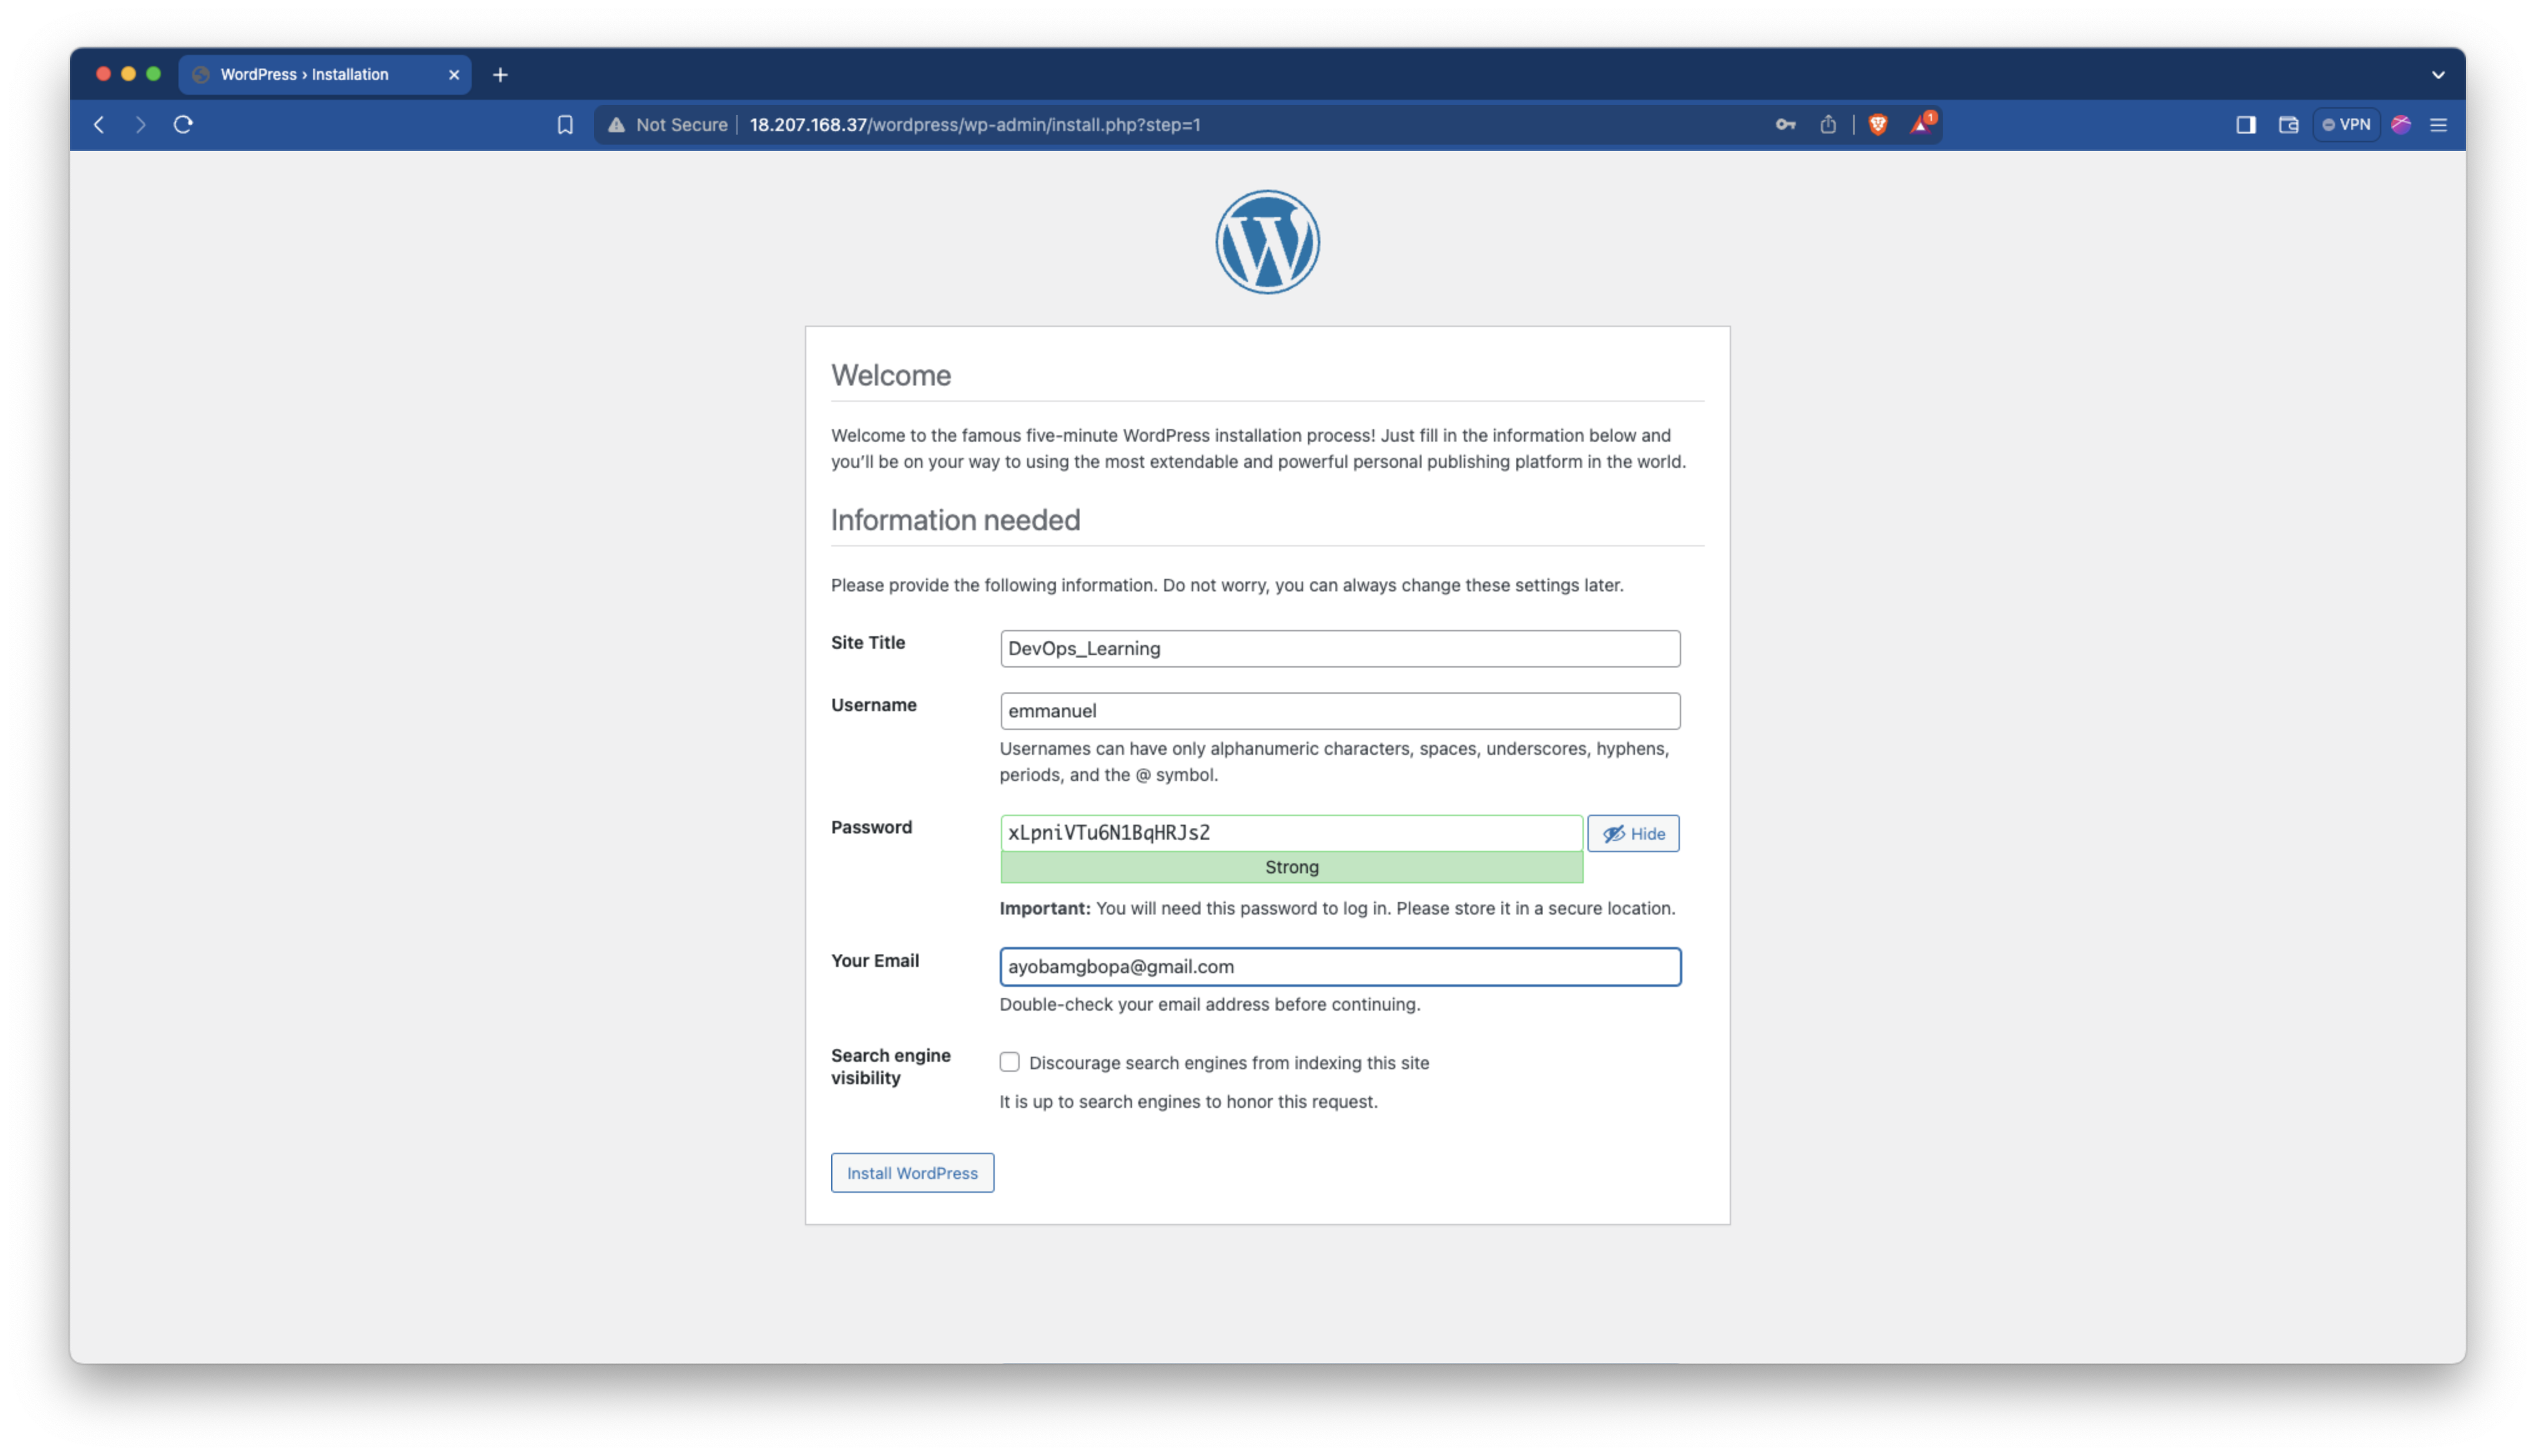 WordPress › Installation
Not Secure 18.207.168.37/wordpress/wp-admin/install.php?step=1
1
VPN
Welcome
Welcome to the famous five-minute WordPress installation process! Just fill in the information below and
you’ll be on your way to using the most extendable and powerful personal publishing platform in the world.
Information needed
Please provide the following information. Do not worry, you can always change these settings later.
Site Title DevOps_Learning
Username emmanuel
Usernames can have only alphanumeric characters, spaces, underscores, hyphens,
periods, and the @ symbol.
Password xLpniVTu6N1BqHRJs2 Hide
Strong
Important: You will need this password to log in. Please store it in a secure location.
Your Email ayobamgbopa@gmail.com
Double-check your email address before continuing.
Search engine
visibility
Discourage search engines from indexing this site
It is up to search engines to honor this request.
Install WordPress